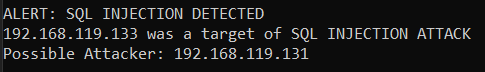 ALERT: SQL INJECTION DETECTED
192.168.119.133 was a target of SQL INJECTION ATTACK
Possible Attacker: 192.168.119.131